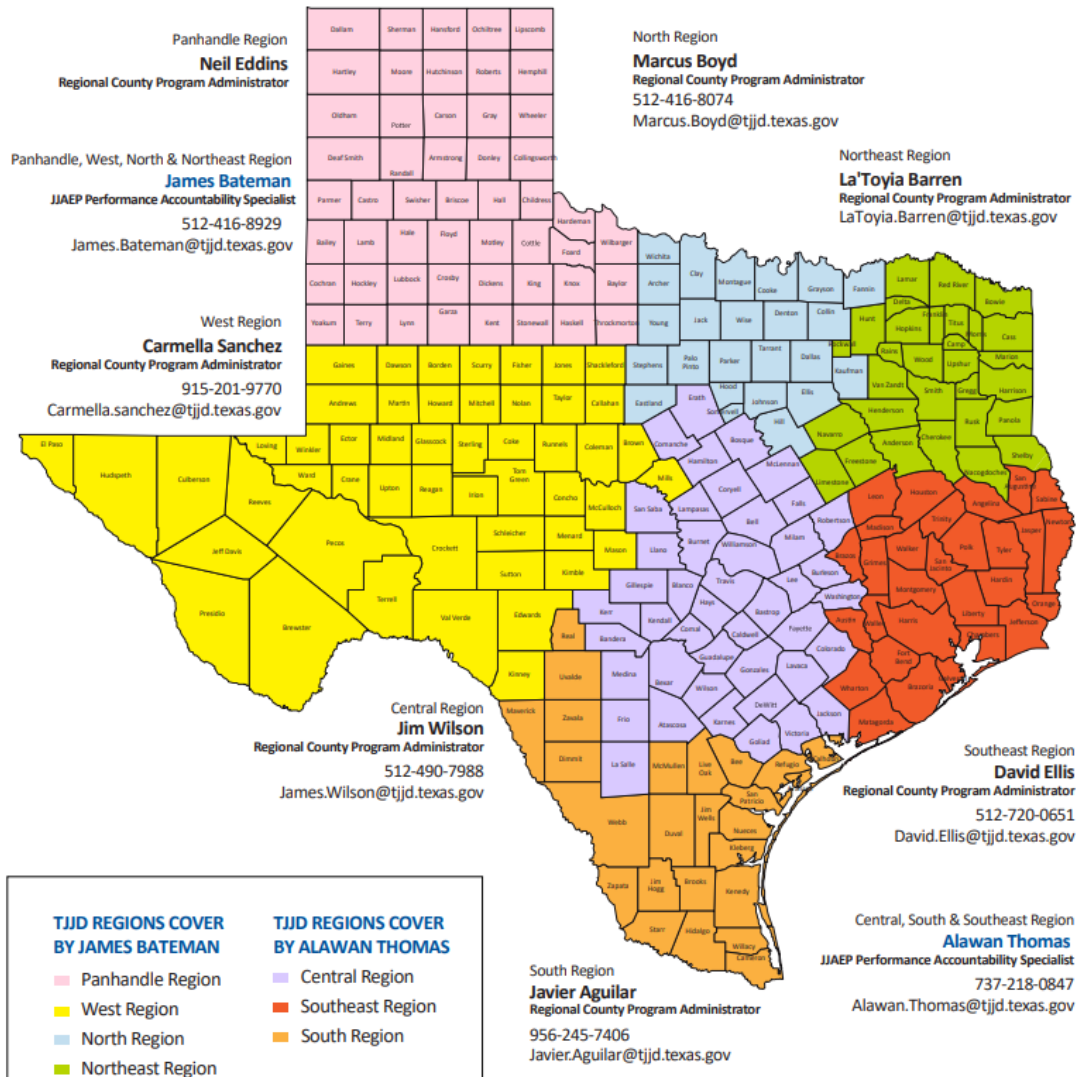 Panhandle Region
Neil Eddins
Regional County Program Administrator
Panhandle, West, North & Northeast Region
James Bateman
JJAEP Performance Accountability Specialist
512-416-8929
James.Bateman@tjjd.texas.gov
West Region
Carmella Sanchez
Regional County Program Administrator
915-201-9770
Carmella.sanchez@tjjd.texas.gov
North Region
Marcus Boyd
Regional County Program Administrator
512-416-8074
Marcus.Boyd@tjjd.texas.gov
Northeast Region
La'Toyia Barren
Regional County Program Administrator
LaToyia.Barren@tjjd.texas.gov
Dallam Sherman Hansford Ochiltree Lipscomb
Hartley Moore Hutchinson Roberts Hemphill
Oldham Potter Carson Gray Wheeler
Deaf Smith Randall Armstrong Donley Collingsworth
Parmer Castro Swisher Briscoe Hall Childress
Hardeman
Bailey Lamb Hale Floyd Motley Cottle Foard Wilbarger
Wichita Clay Montague Cooke Grayson Fannin Lamar Red River Bowie
Cochran Hockley Lubbock Crosby Dickens King Knox Baylor Archer
Delta Franklin Titus Morris Cass
Yoakum Terry Lynn Garza Kent Stonewall Haskell Throckmorton Young Jack Wise Denton Collin Hunt Hopkins Camp
Rockwall Rains Wood Upshur Marion
Gaines Dawson Borden Scurry Fisher Jones Shackleford Stephens Palo Pinto Parker Tarrant Dallas Kaufman Van Zandt Smith Gregg Harrison
Andrews Martin Howard Mitchell Nolan Taylor Callahan Eastland Erath Hood Somervell Johnson Ellis Henderson Rusk Panola
El Paso Hudspeth Culberson Loving Winkler Ector Midland Glasscock Sterling Coke Runnels Coleman Brown Comanche Bosque Hill Navarro Anderson Cherokee Shelby
Hamilton McLennan Freestone Limestone Nacogdoches San Augustine Sabine
Reeves Ward Crane Upton Reagan Irion Tom Green Concho McCulloch Mills San Saba Lampasas Coryell Falls Leon Houston Angelina
Jeff Davis Pecos Crockett Schleicher Menard Mason Llano Burnet Bell Milam Robertson Madison Trinity Jasper Newton
Williamson Brazos Grimes Walker San Jacinto Polk Tyler
Presidio Brewster Terrell Val Verde Sutton Kimble Gillespie Blanco Travis Lee Burleson Washington Montgomery Hardin
Edwards Kerr Kendall Hays Bastrop Fayette Austin Waller Harris Liberty Orange Jefferson
Real Bandera Comal Caldwell Colorado Fort Bend Chambers
Kinney Uvalde Medina Bexar Guadalupe Gonzales Lavaca Wharton Brazoria Galveston
Maverick Zavala Frio Atascosa Wilson Karnes DeWitt Victoria Jackson Matagorda
Goliad
Dimmit La Salle McMullen Live Oak Bee Refugio Calhoun
San Patricio
Webb Duval Jim Wells Nueces
Kleberg
Zapata Jim Hogg Brooks Kenedy
Starr Hidalgo Willacy
Cameron
Central Region
Jim Wilson
Regional County Program Administrator
512-490-7988
James.Wilson@tjjd.texas.gov
Southeast Region
David Ellis
Regional County Program Administrator
512-720-0651
David.Ellis@tjjd.texas.gov
Central, South & Southeast Region
Alawan Thomas
JJAEP Performance Accountability Specialist
737-218-0847
Alawan.Thomas@tjjd.texas.gov
South Region
Javier Aguilar
Regional County Program Administrator
956-245-7406
Javier.Aguilar@tjjd.texas.gov
TJJD REGIONS COVER
BY JAMES BATEMAN
Panhandle Region
West Region
North Region
Northeast Region
TJJD REGIONS COVER
BY ALAWAN THOMAS
Central Region
Southeast Region
South Region